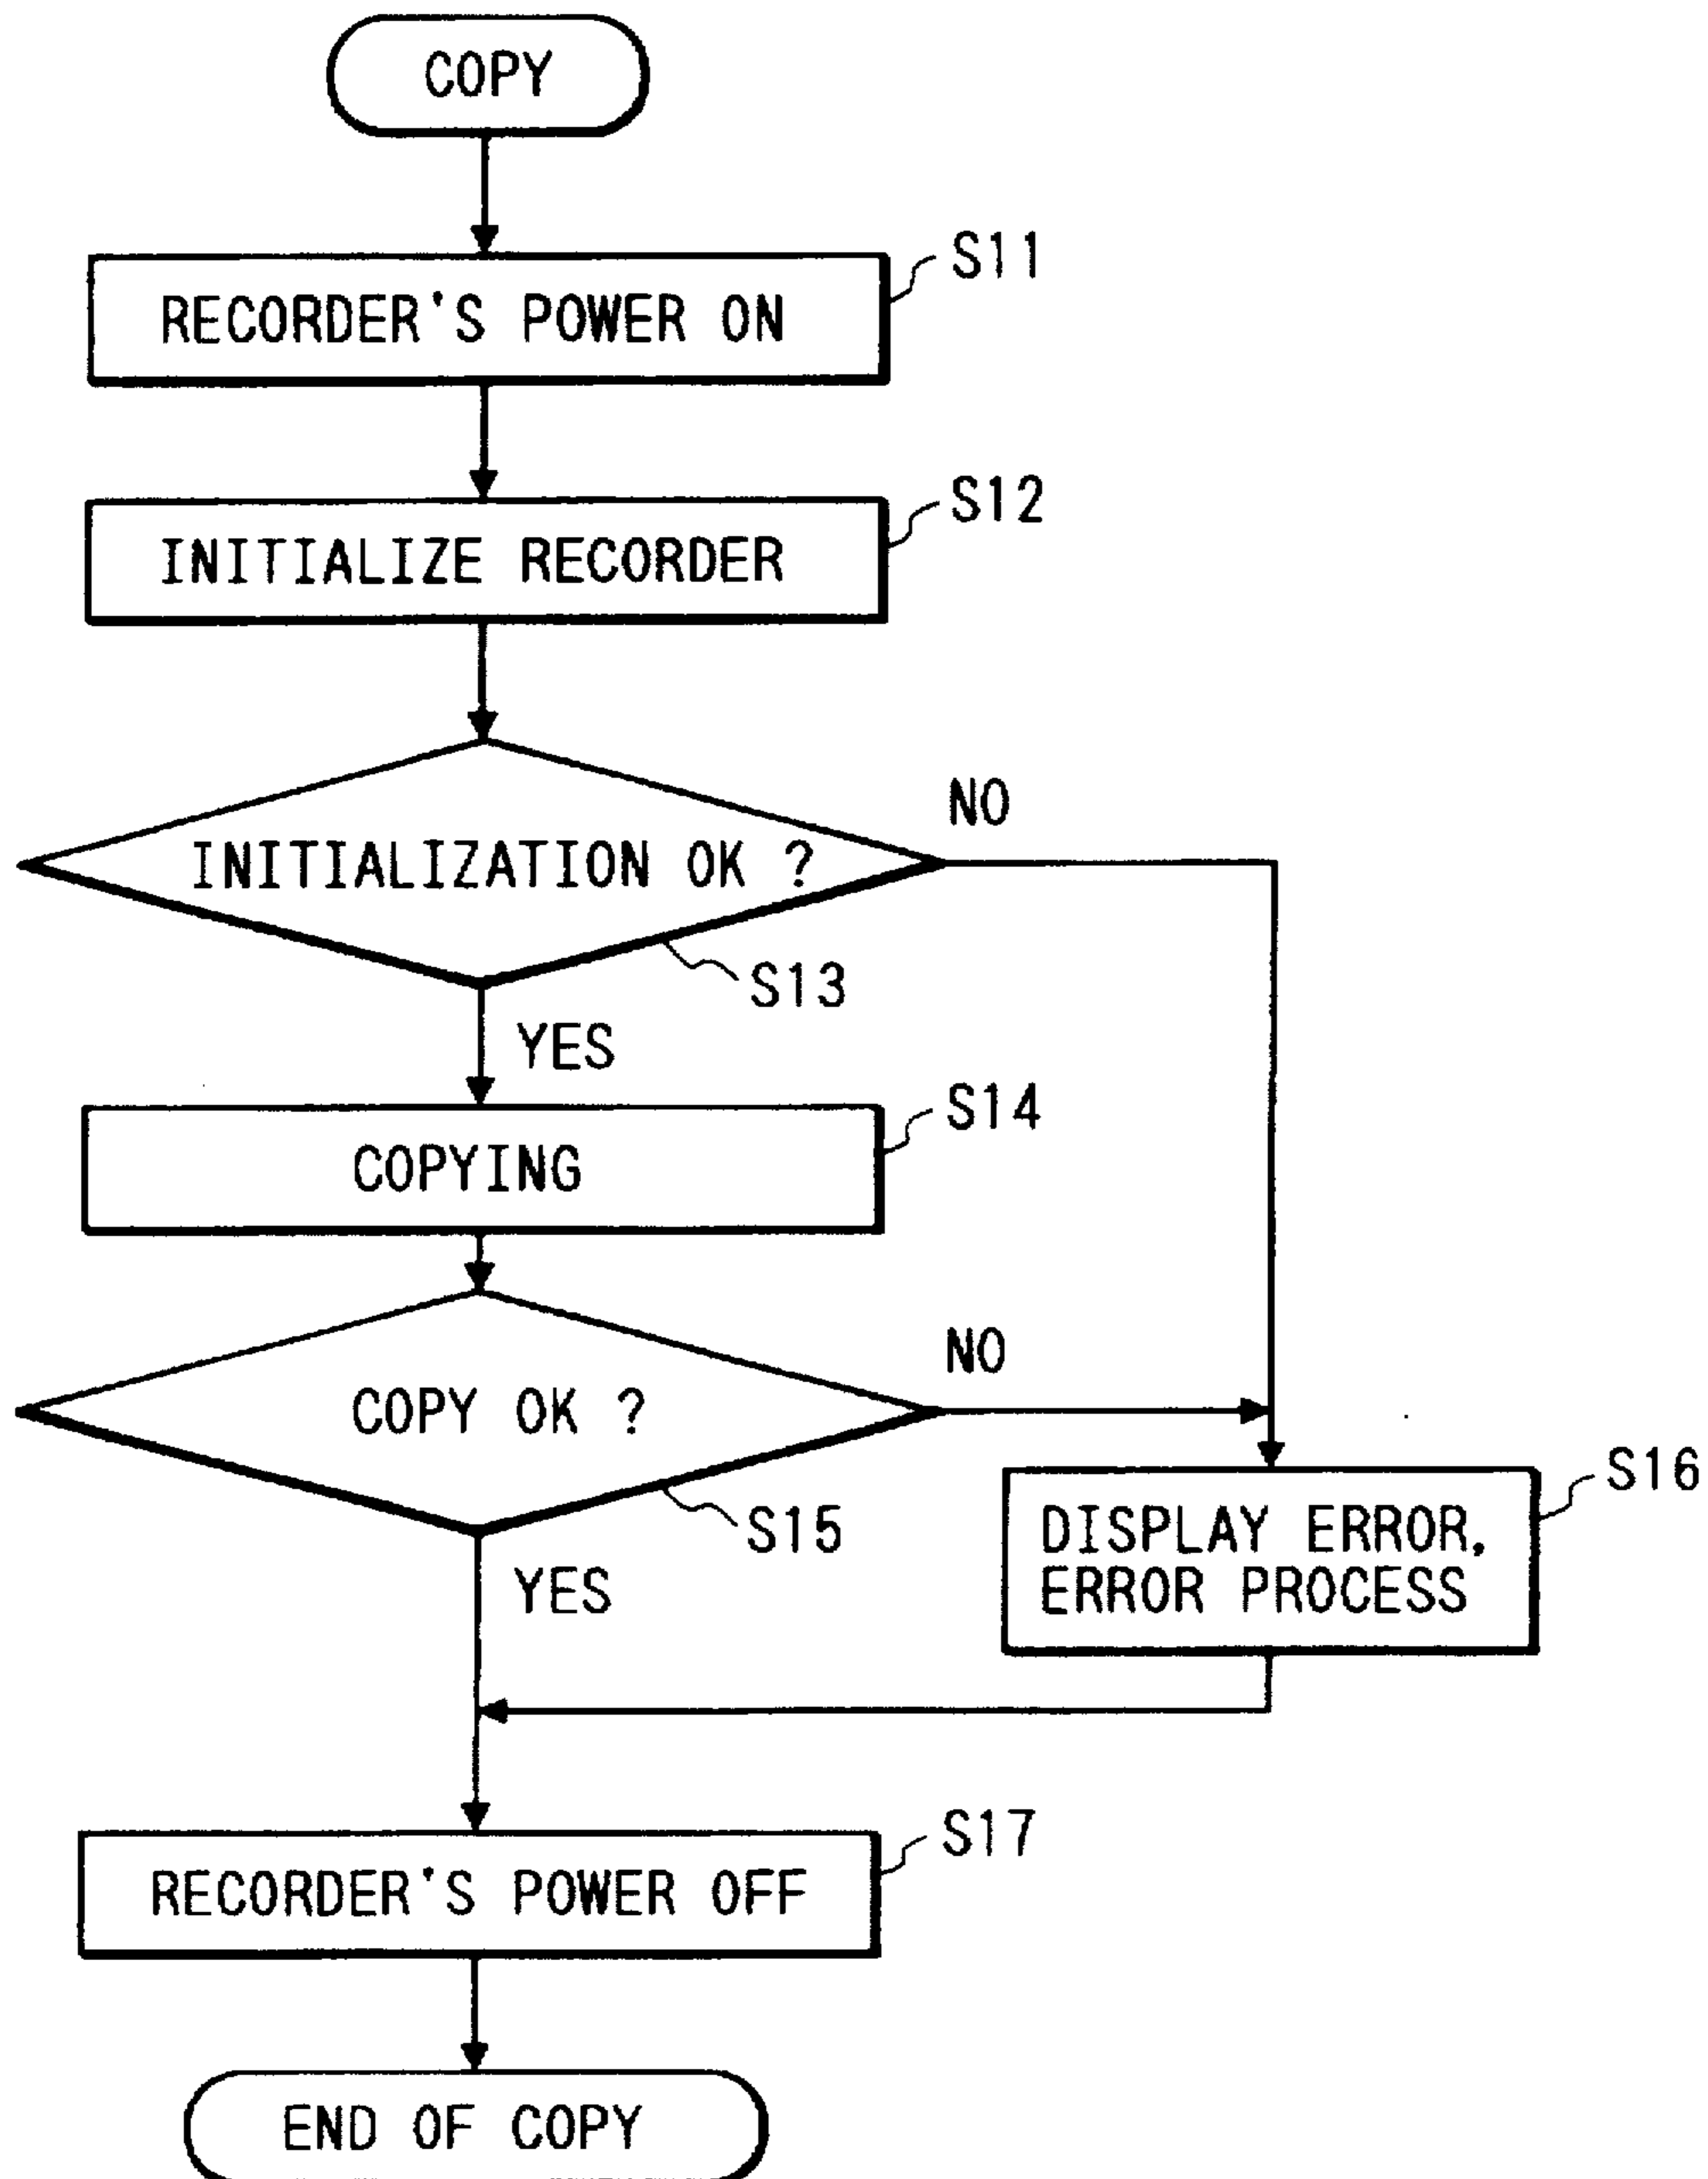 COPY
S11
RECORDER'S POWER ON
S12
INITIALIZE RECORDER
NO
INITIALIZATION OK ?
S13
YES
S14
COPYING
NO
COPY OK ?
S16
S15
DISPLAY ERROR,
ERROR PROCESS
YES
S17
RECORDER'S POWER OFF
END OF COPY